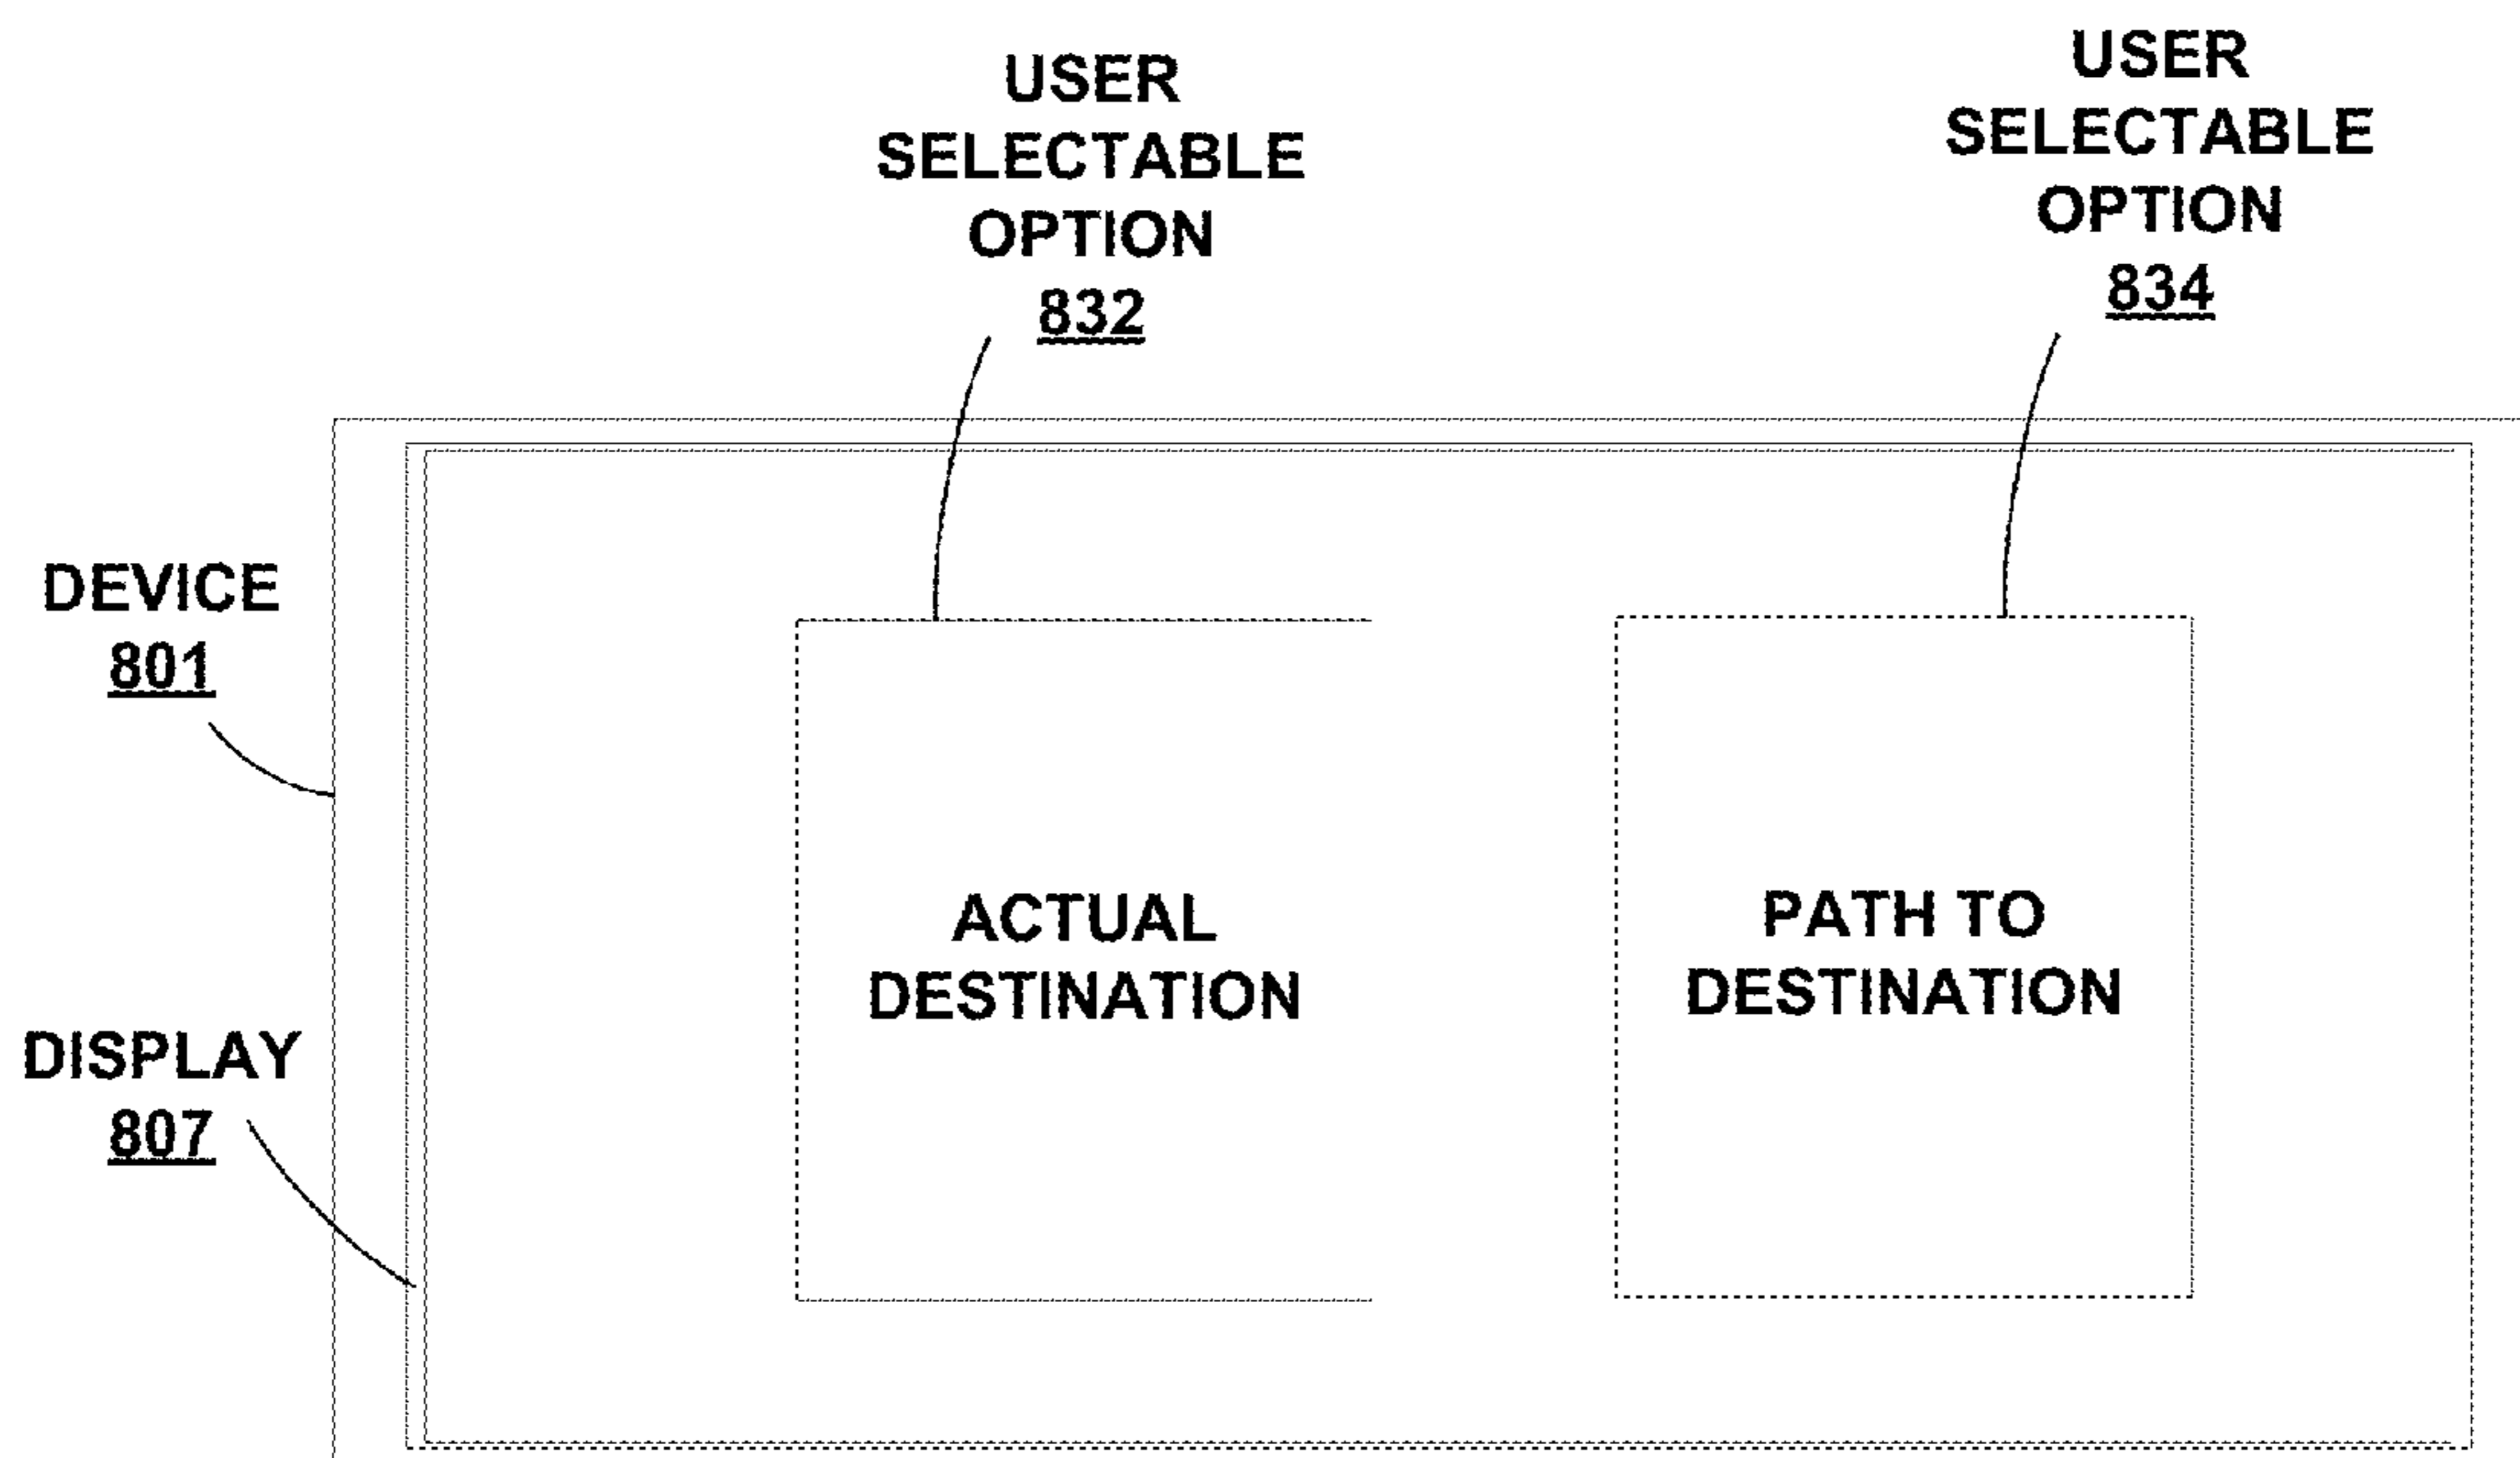 USER
SELECTABLE
OPTION
832
USER
SELECTABLE
OPTION
834
DEVICE
801
ACTUAL
DESTINATION
PATH TO
DESTINATION
DISPLAY
807